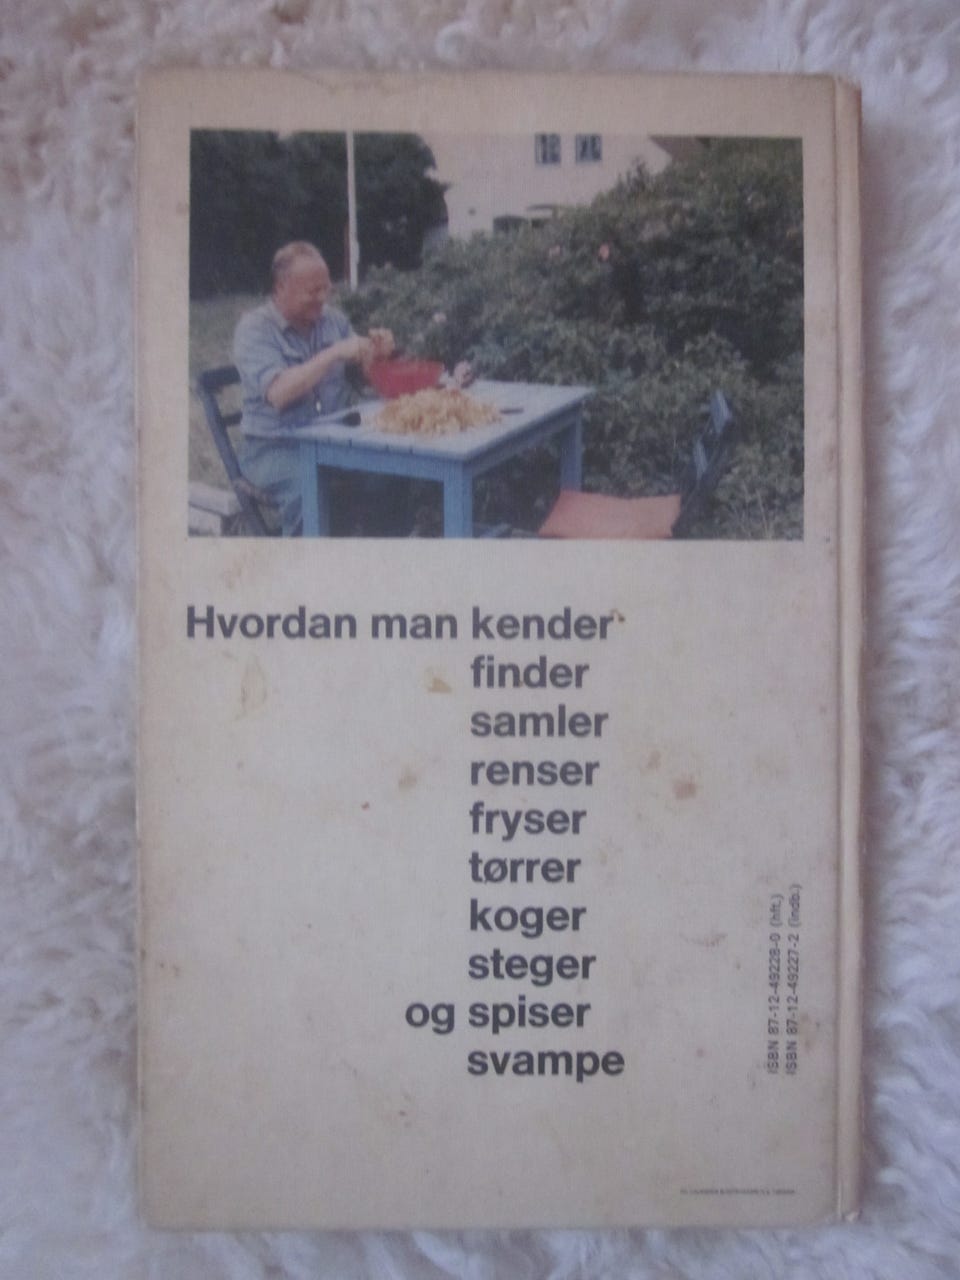 Hvordan man kender
finder
samler
renser
fryser
tørrer
koger
steger
og spiser
svampe
ISBN 87-12-49228-0 (hft.)
ISBN 87-12-49227-2 (indb.)